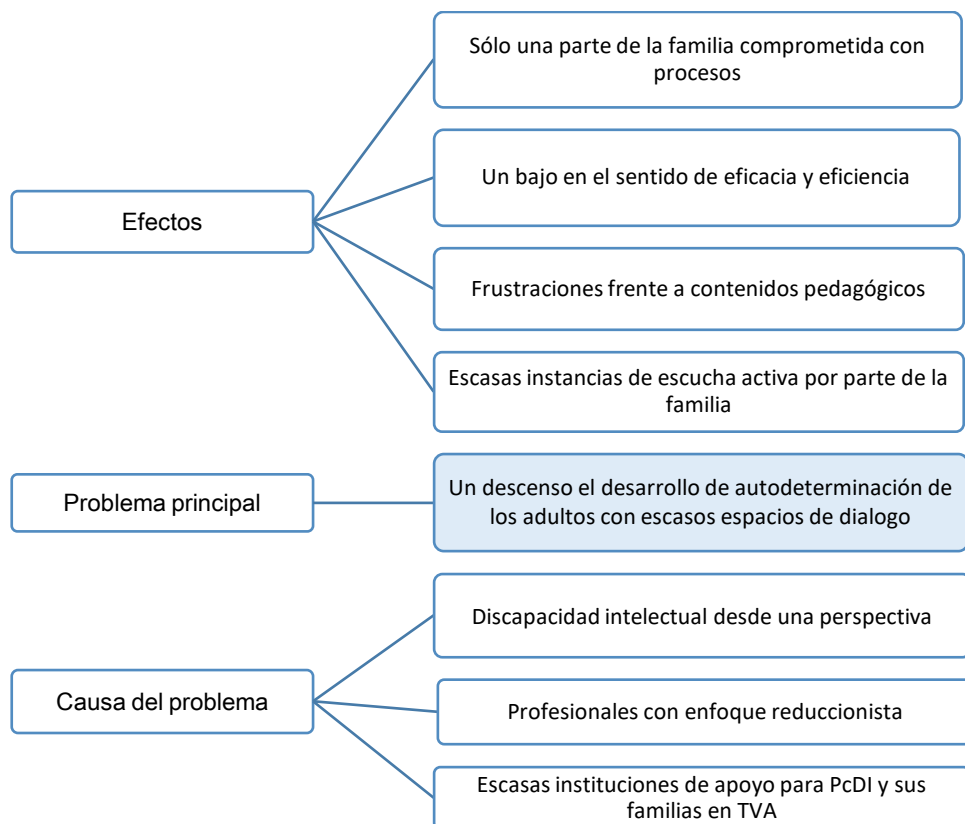 Efectos
Sólo una parte de la familia comprometida con
procesos
Un bajo en el sentido de eficacia y eficiencia
Frustraciones frente a contenidos pedagógicos
Escasas instancias de escucha activa por parte de la
familia
Problema principal
Un descenso el desarrollo de autodeterminación de
los adultos con escasos espacios de dialogo
Causa del problema
Discapacidad intelectual desde una perspectiva
Profesionales con enfoque reduccionista
Escasas instituciones de apoyo para PcDI y sus
familias en TVA